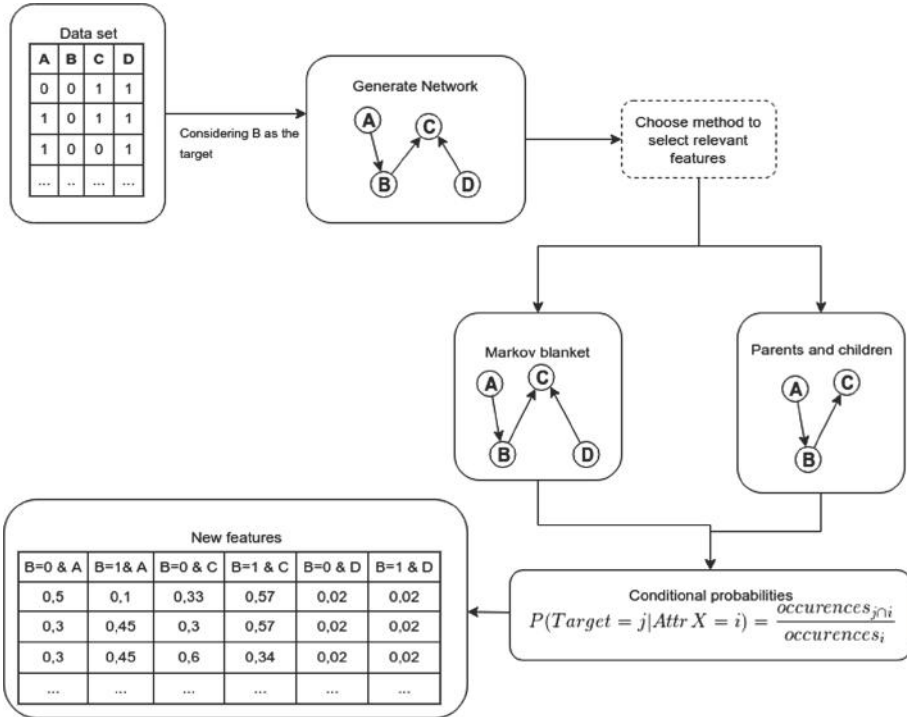 Data set
A B C D
0 0 1 1
1 0 1 1
1 0 0 1
... .. ... ...
Considering B as the
target
Generate Network
A
C
B
D
Choose method to
select relevant
features
Markov blanket
A
C
B
D
Parents and children
A
C
B
Conditional probabilities
P(Target = j|Attr X = i) = occurences_{j∩i} / occurences_i
New features
B=0 & A B=1& A B=0 & C B=1 & C B=0 & D B=1 & D
0,5 0,1 0,33 0,57 0,02 0,02
0,3 0,45 0,3 0,57 0,02 0,02
0,3 0,45 0,6 0,34 0,02 0,02
... ... ... ... ... ...